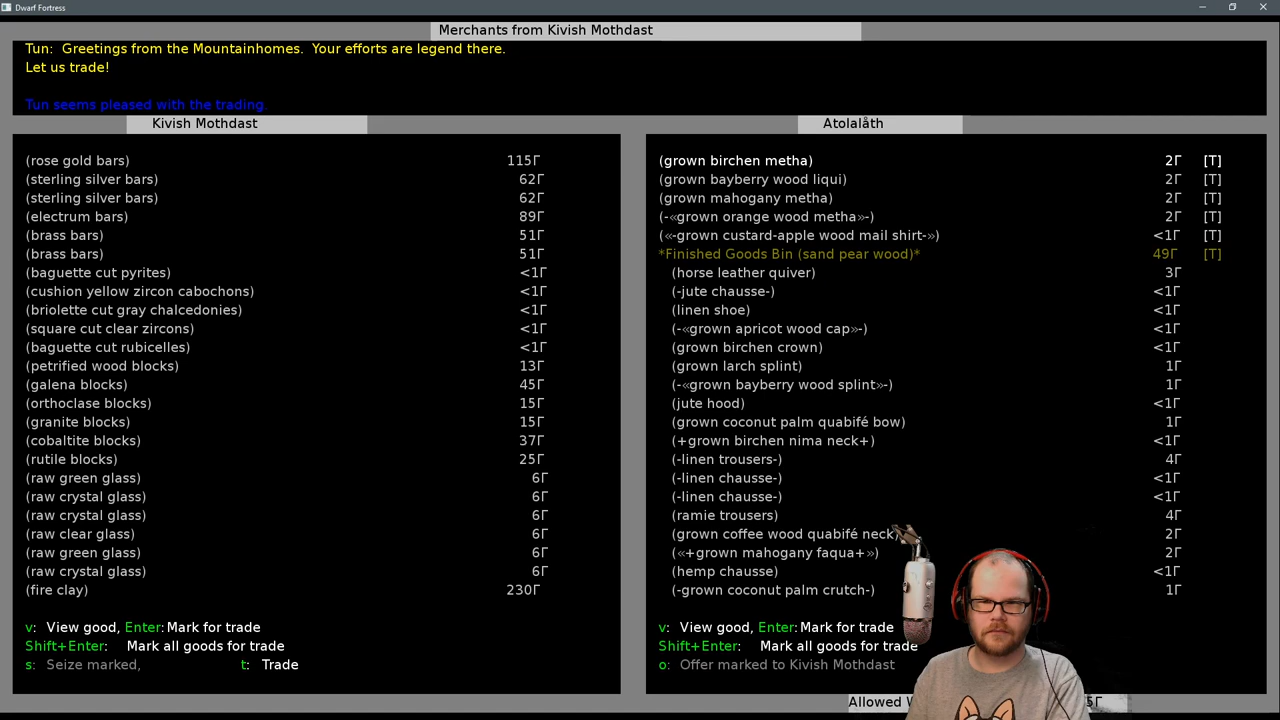 Dwarf Fortress
Merchants from Kivish Mothdast
Tun:  Greetings from the Mountainhomes.  Your efforts are legend there.
Let us trade!
Tun seems pleased with the trading.
Kivish Mothdast
(rose gold bars) 115Γ
(sterling silver bars) 62Γ
(sterling silver bars) 62Γ
(electrum bars) 89Γ
(brass bars) 51Γ
(brass bars) 51Γ
(baguette cut pyrites) <1Γ
(cushion yellow zircon cabochons) <1Γ
(briolette cut gray chalcedonies) <1Γ
(square cut clear zircons) <1Γ
(baguette cut rubicelles) <1Γ
(petrified wood blocks) 13Γ
(galena blocks) 45Γ
(orthoclase blocks) 15Γ
(granite blocks) 15Γ
(cobaltite blocks) 37Γ
(rutile blocks) 25Γ
(raw green glass) 6Γ
(raw crystal glass) 6Γ
(raw crystal glass) 6Γ
(raw clear glass) 6Γ
(raw green glass) 6Γ
(raw crystal glass) 6Γ
(fire clay) 230Γ
v: View good, Enter: Mark for trade
Shift+Enter: Mark all goods for trade
s: Seize marked, t: Trade
Atolalåth
(grown birchen metha) 2Γ [T]
(grown bayberry wood liqui) 2Γ [T]
(grown mahogany metha) 2Γ [T]
(-«grown orange wood metha»-) 2Γ [T]
(«-grown custard-apple wood mail shirt-») <1Γ [T]
*Finished Goods Bin (sand pear wood)* 49Γ [T]
(horse leather quiver) 3Γ
(-jute chausse-) <1Γ
(linen shoe) <1Γ
(-«grown apricot wood cap»-) <1Γ
(grown birchen crown) <1Γ
(grown larch splint) 1Γ
(-«grown bayberry wood splint»-) 1Γ
(jute hood) <1Γ
(grown coconut palm quabifé bow) 1Γ
(+grown birchen nima neck+) <1Γ
(-linen trousers-) 4Γ
(-linen chausse-) <1Γ
(-linen chausse-) <1Γ
(ramie trousers) 4Γ
(grown coffee wood quabifé neck) 2Γ
(«+grown mahogany faqua+») 2Γ
(hemp chausse) <1Γ
(-grown coconut palm crutch-) 1Γ
v: View good, Enter: Mark for trade
Shift+Enter: Mark all goods for trade
o: Offer marked to Kivish Mothdast
Allowed